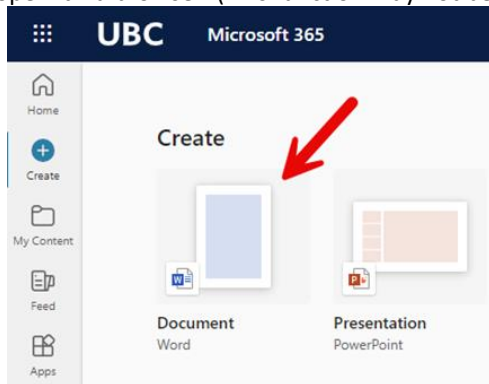 UBC Microsoft 365
Home
Create
My Content
Feed
Apps
Create
W
P
Document
Word
Presentation
PowerPoint